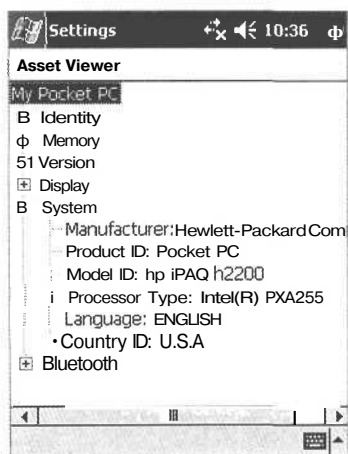 Settings 10:36 ф
Asset Viewer
My Pocket PC
B Identity
ф Memory
51 Version
Display
B System
Manufacturer: Hewlett-Packard Com
Product ID: Pocket PC
Model ID: hp iPAQ h2200
i Processor Type: Intel(R) PXA255
Language: ENGLISH
•Country ID: U.S.A
Bluetooth